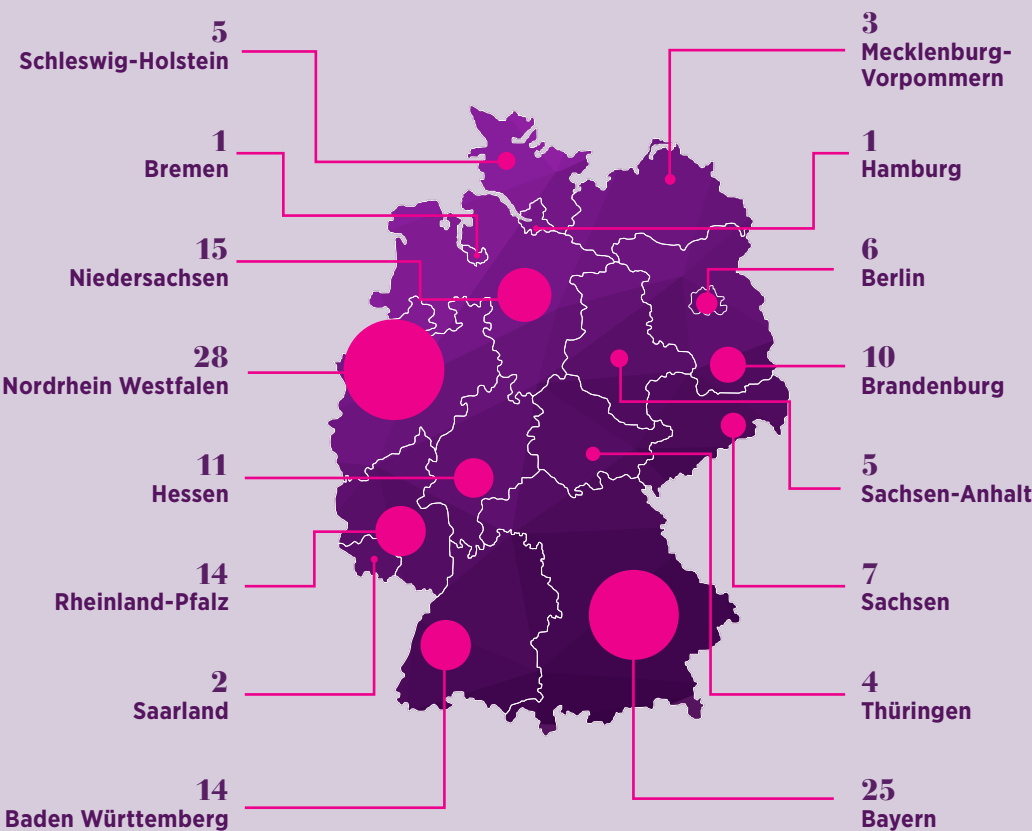 5
Schleswig-Holstein
1
Bremen
15
Niedersachsen
28
Nordrhein Westfalen
11
Hessen
14
Rheinland-Pfalz
2
Saarland
14
Baden Württemberg
3
Mecklenburg-
Vorpommern
1
Hamburg
6
Berlin
10
Brandenburg
5
Sachsen-Anhalt
7
Sachsen
4
Thüringen
25
Bayern